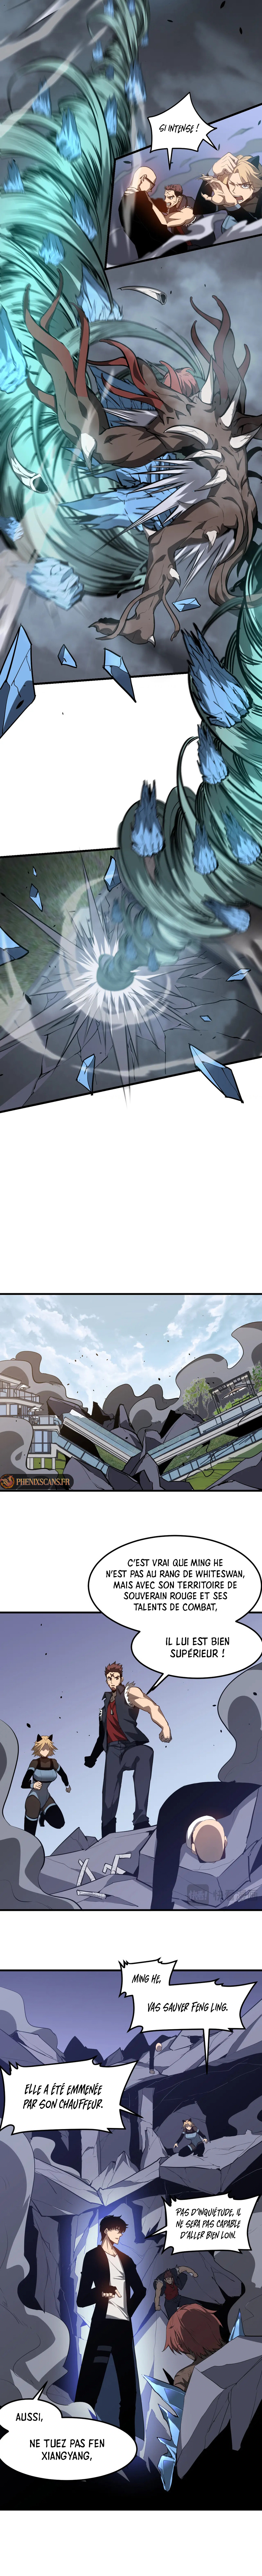 SI INTENSE !
PHENIXSCANS.FR
C'EST VRAI QUE MING HE
N'EST PAS AU RANG DE WHITESWAN,
MAIS AVEC SON TERRITOIRE DE
SOUVERAIN ROUGE ET SES
TALENTS DE COMBAT,
IL LUI EST BIEN
SUPÉRIEUR !
MING HE,
VAS SAUVER FENG LING.
ELLE A ÉTÉ EMMENÉE
PAR SON CHAUFFEUR.
PAS D'INQUIÉTUDE, IL
NE SERA PAS CAPABLE
D'ALLER BIEN LOIN.
AUSSI,
NE TUEZ PAS FEN
XIANGYANG,